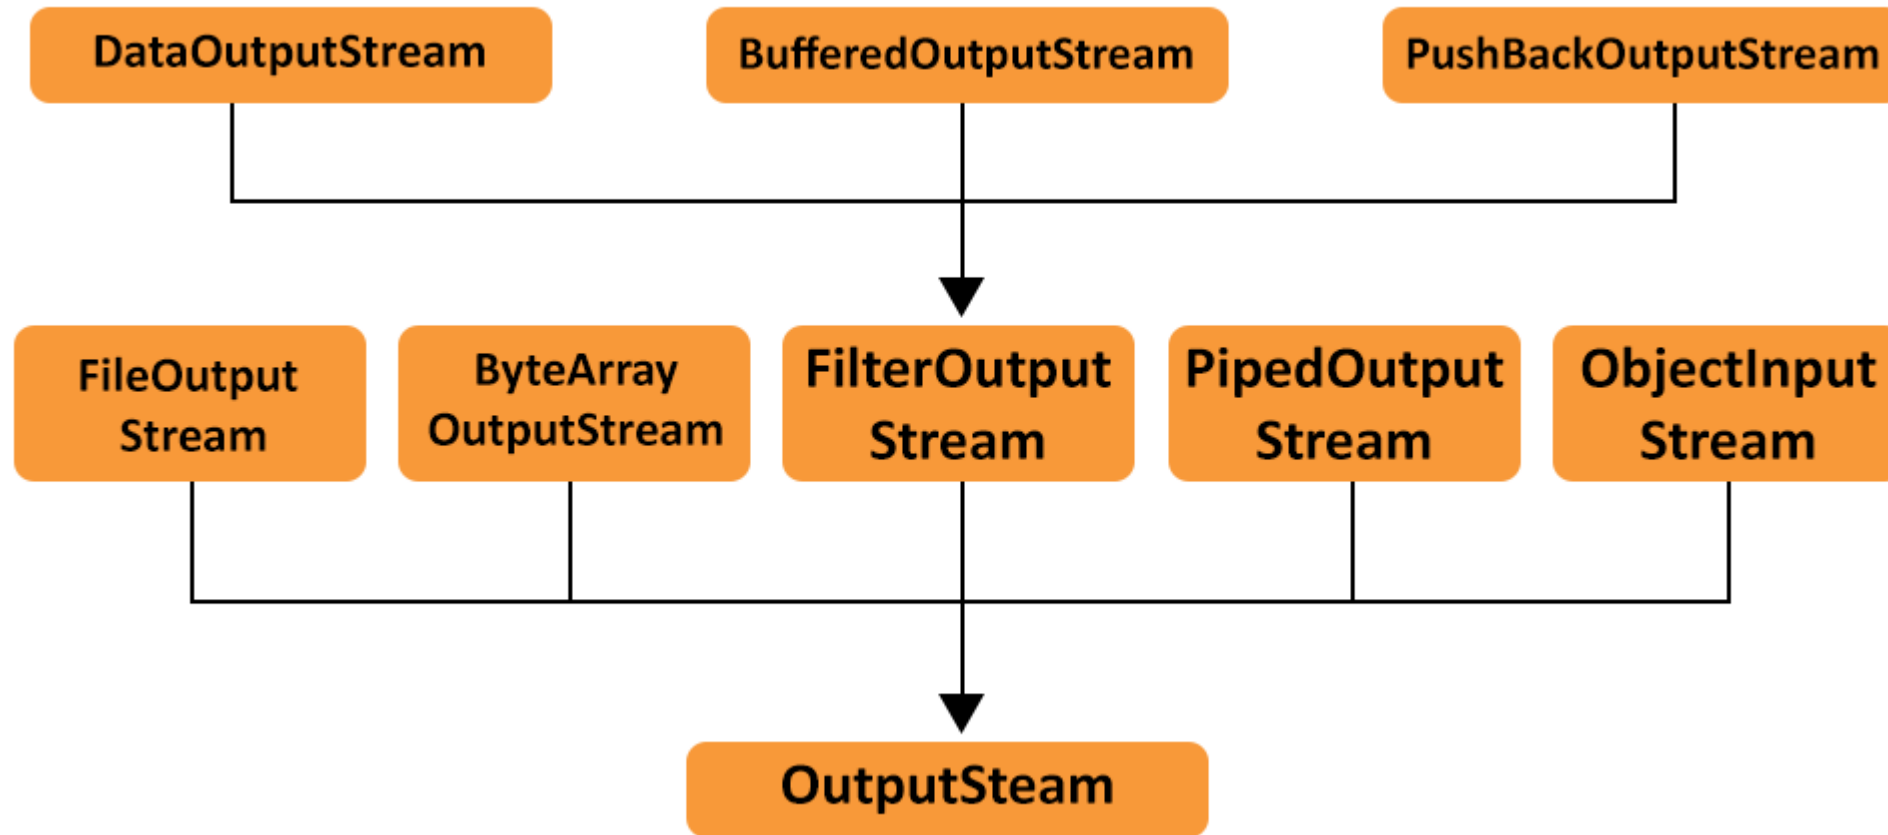 DataOutputStream
BufferedOutputStream
PushBackOutputStream
FileOutput
Stream
ByteArray
OutputStream
FilterOutput
Stream
PipedOutput
Stream
ObjectInput
Stream
OutputSteam